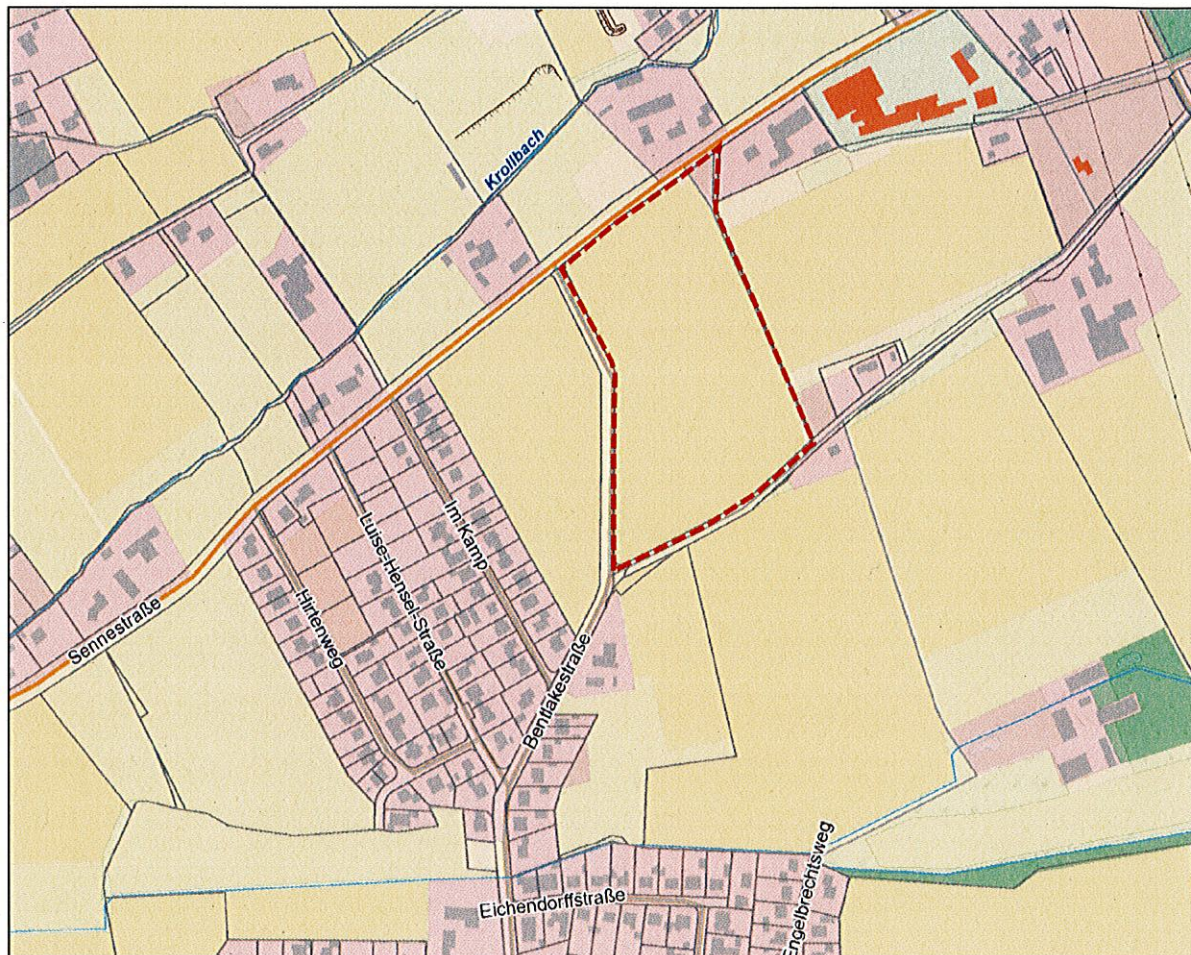 Krollbach
Im Kamp
Luise-Hensel-Straße
Hirtenweg
Sennestraße
Bentlakestraße
Engelbrechtsweg
Eichendorffstraße